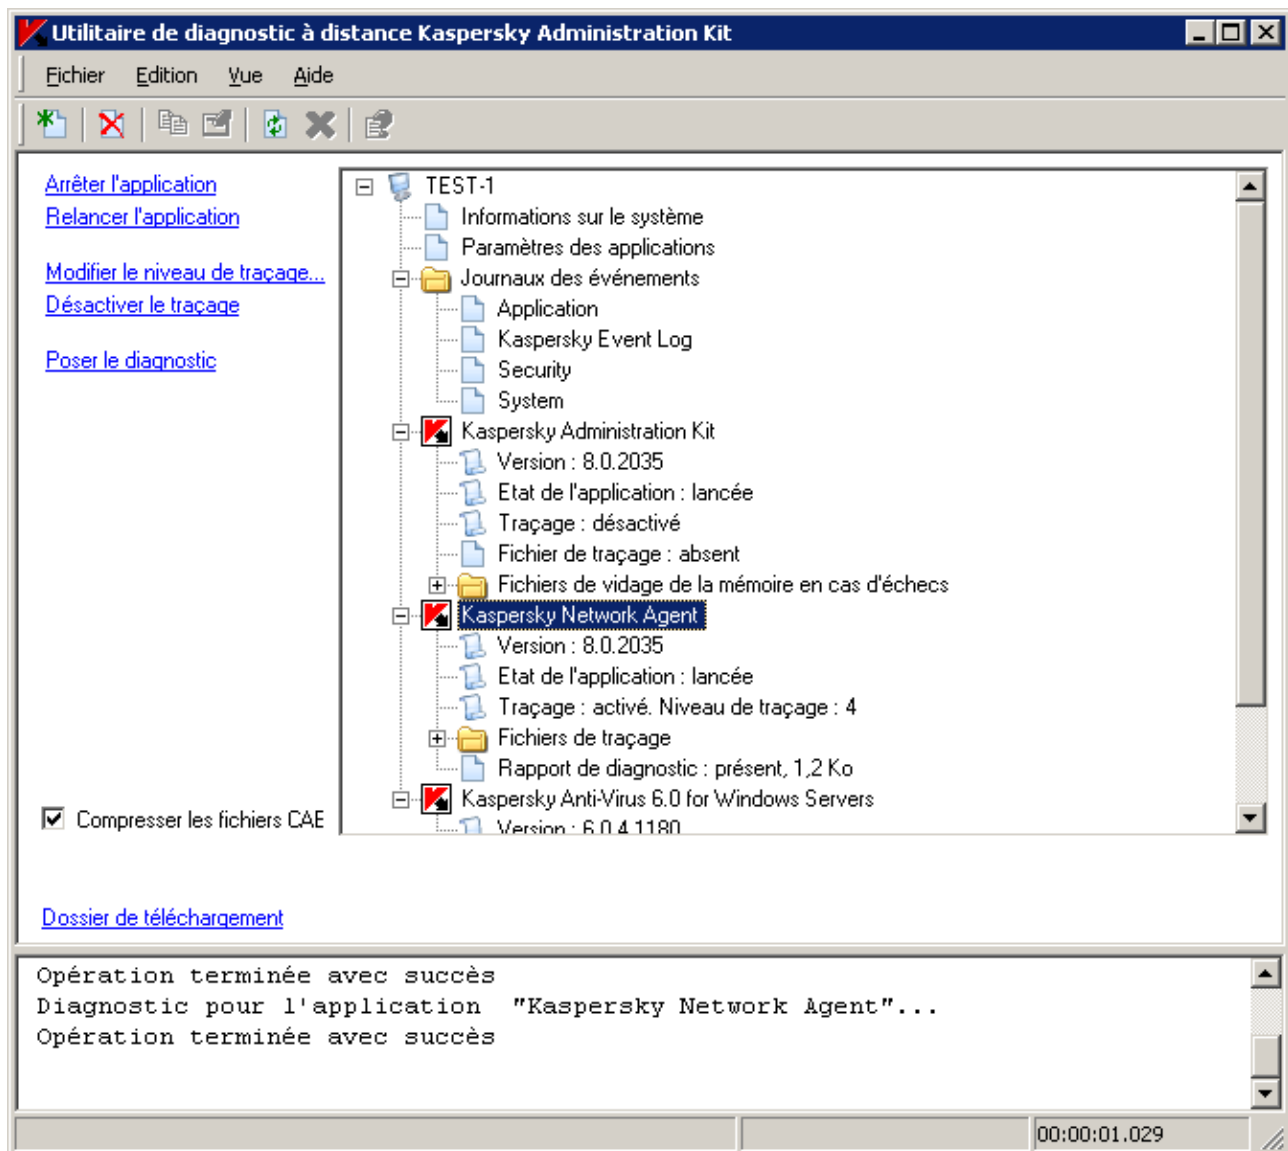 Utilitaire de diagnostic à distance Kaspersky Administration Kit
Fichier Edition Vue Aide
Arrêter l'application
Relancer l'application
Modifier le niveau de traçage...
Désactiver le traçage
Poser le diagnostic
TEST-1
Informations sur le système
Paramètres des applications
Journaux des événements
Application
Kaspersky Event Log
Security
System
Kaspersky Administration Kit
Version : 8.0.2035
Etat de l'application : lancée
Traçage : désactivé
Fichier de traçage : absent
Fichiers de vidage de la mémoire en cas d'échecs
Kaspersky Network Agent
Version : 8.0.2035
Etat de l'application : lancée
Traçage : activé. Niveau de traçage : 4
Fichiers de traçage
Rapport de diagnostic : présent, 1,2 Ko
Kaspersky Anti-Virus 6.0 for Windows Servers
Version : 6.0.4.1180
Compresser les fichiers CAE
Dossier de téléchargement
Opération terminée avec succès
Diagnostic pour l'application "Kaspersky Network Agent"...
Opération terminée avec succès
00:00:01.029